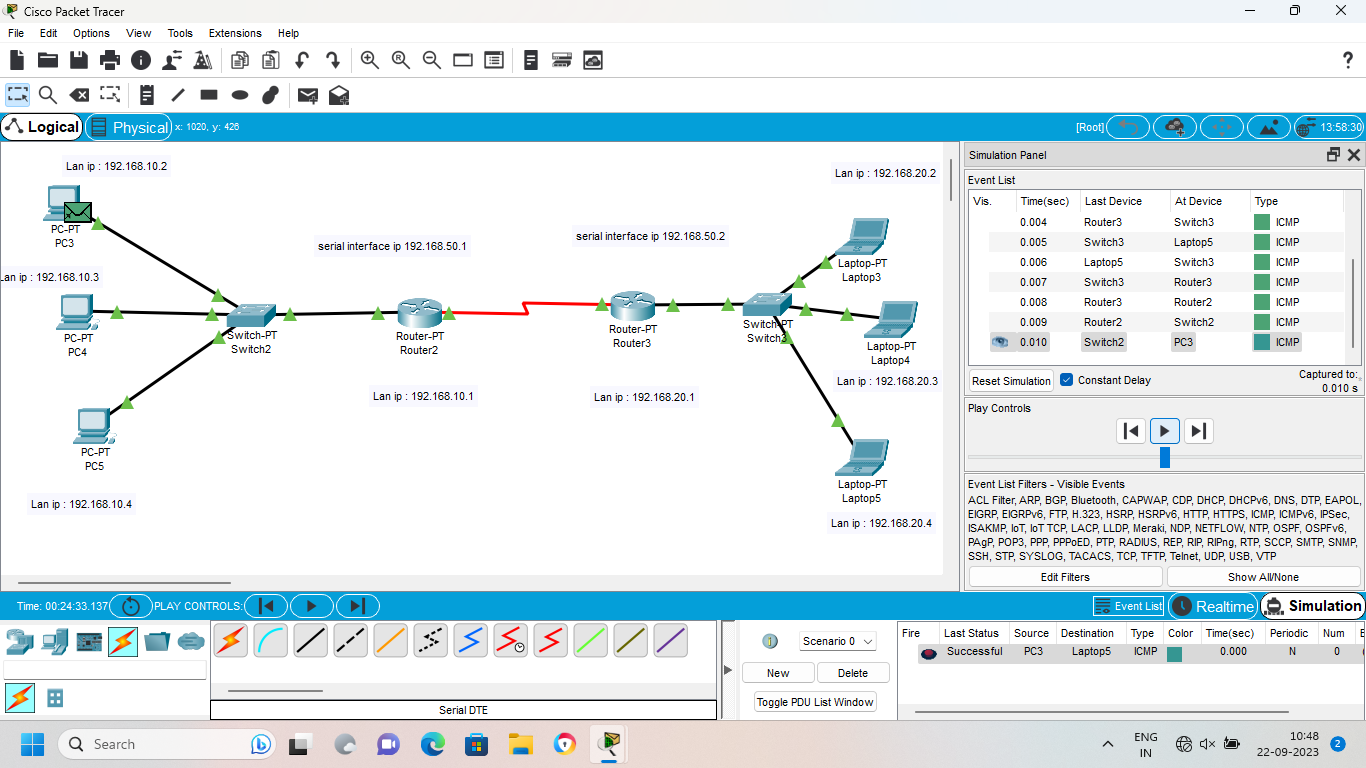 Cisco Packet Tracer
File Edit Options View Tools Extensions Help
?
Logical Physical x: 1020, y: 426 [Root] 13:58:30
Lan ip : 192.168.10.2
PC-PT
PC3
Lan ip : 192.168.10.3
PC-PT
PC4
PC-PT
PC5
Lan ip : 192.168.10.4
Switch-PT
Switch2
serial interface ip 192.168.50.1
Router-PT
Router2
Lan ip : 192.168.10.1
serial interface ip 192.168.50.2
Router-PT
Router3
Lan ip : 192.168.20.1
Switch-PT
Switch3
Lan ip : 192.168.20.2
Laptop-PT
Laptop3
Laptop-PT
Laptop4
Lan ip : 192.168.20.3
Laptop-PT
Laptop5
Lan ip : 192.168.20.4
Simulation Panel
Event List
Vis. Time(sec) Last Device At Device Type
0.004 Router3 Switch3 ICMP
0.005 Switch3 Laptop5 ICMP
0.006 Laptop5 Switch3 ICMP
0.007 Switch3 Router3 ICMP
0.008 Router3 Router2 ICMP
0.009 Router2 Switch2 ICMP
0.010 Switch2 PC3 ICMP
Reset Simulation Constant Delay Captured to:
0.010 s
Play Controls
Event List Filters - Visible Events
ACL Filter, ARP, BGP, Bluetooth, CAPWAP, CDP, DHCP, DHCPv6, DNS, DTP, EAPOL,
EIGRP, EIGRPv6, FTP, H.323, HSRP, HSRPv6, HTTP, HTTPS, ICMP, ICMPv6, IPSec,
ISAKMP, IoT, IoT TCP, LACP, LLDP, Meraki, NDP, NETFLOW, NTP, OSPF, OSPFv6,
PAgP, POP3, PPP, PPPoED, PTP, RADIUS, REP, RIP, RIPng, RTP, SCCP, SMTP, SNMP,
SSH, STP, SYSLOG, TACACS, TCP, TFTP, Telnet, UDP, USB, VTP
Edit Filters Show All/None
Time: 00:24:33.137 PLAY CONTROLS: Event List Realtime Simulation
Serial DTE
Scenario 0
New Delete
Toggle PDU List Window
Fire Last Status Source Destination Type Color Time(sec) Periodic Num E
Successful PC3 Laptop5 ICMP 0.000 N 0 (
Search
ENG
IN
10:48
22-09-2023
2